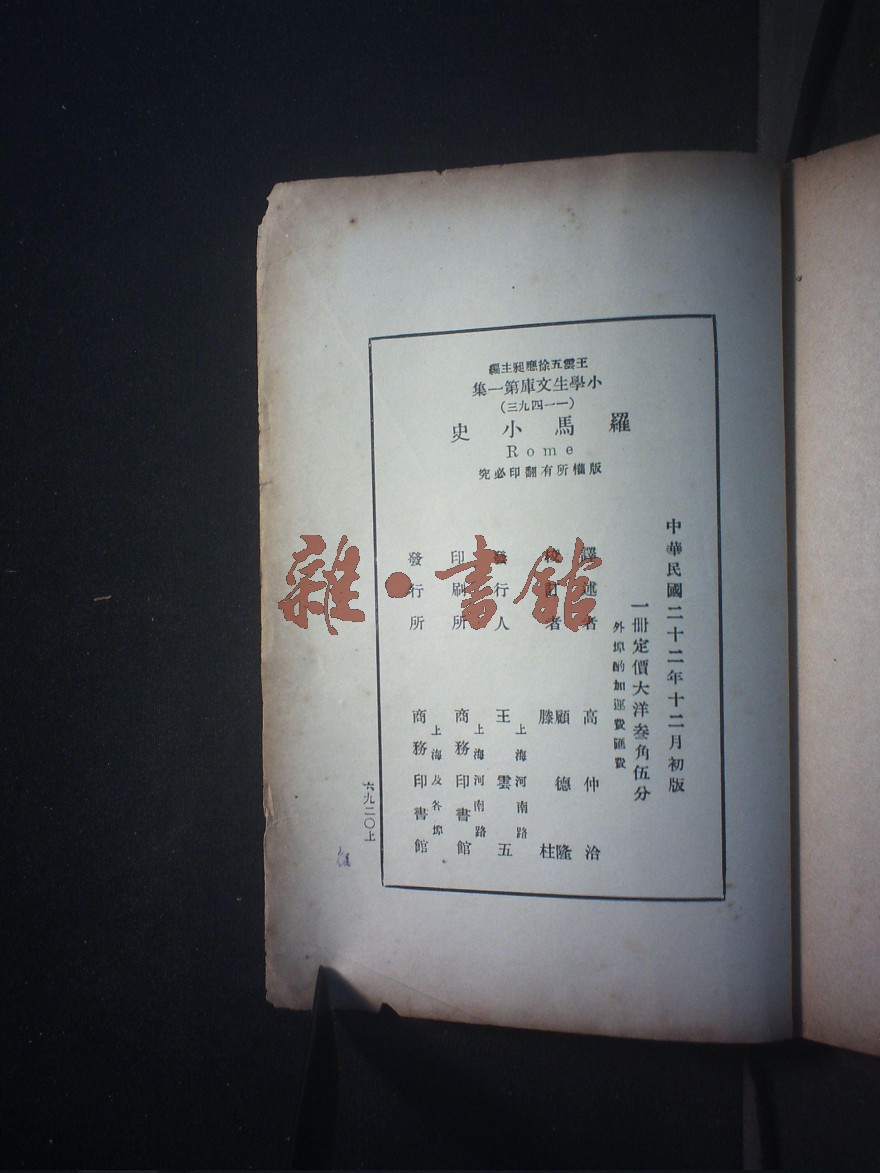 王雲五徐應昶主編
小學生文庫第一集
(一一四九三)
羅馬小史
Rome
版權所有翻印必究
中華民國二十二年十二月初版
一冊定價大洋叁角伍分
外埠酌加運費匯費
譯述者 高仲洽
校訂者 顧德隆 滕柱
發行人 王雲五
上海河南路
印刷所 商務印書館
上海河南路
發行所 商務印書館
上海及各埠
六九二〇上
雜·書館